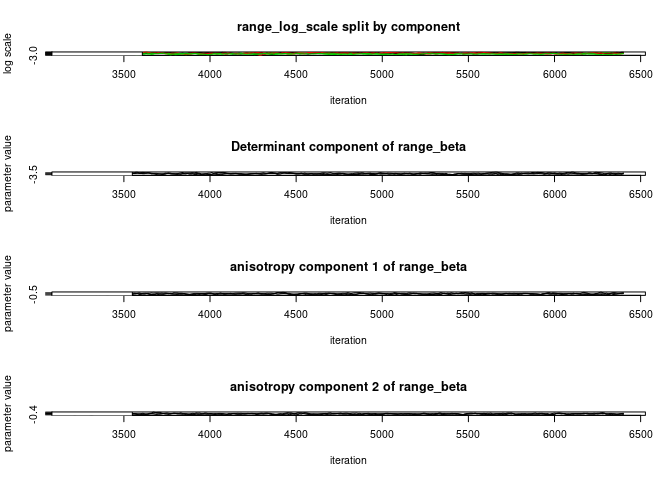 range_log_scale split by component
log scale
-3.0
3500 4000 4500 5000 5500 6000 6500
iteration
Determinant component of range_beta
parameter value
-3.5
3500 4000 4500 5000 5500 6000 6500
iteration
anisotropy component 1 of range_beta
parameter value
-0.5
3500 4000 4500 5000 5500 6000 6500
iteration
anisotropy component 2 of range_beta
parameter value
-0.4
3500 4000 4500 5000 5500 6000 6500
iteration